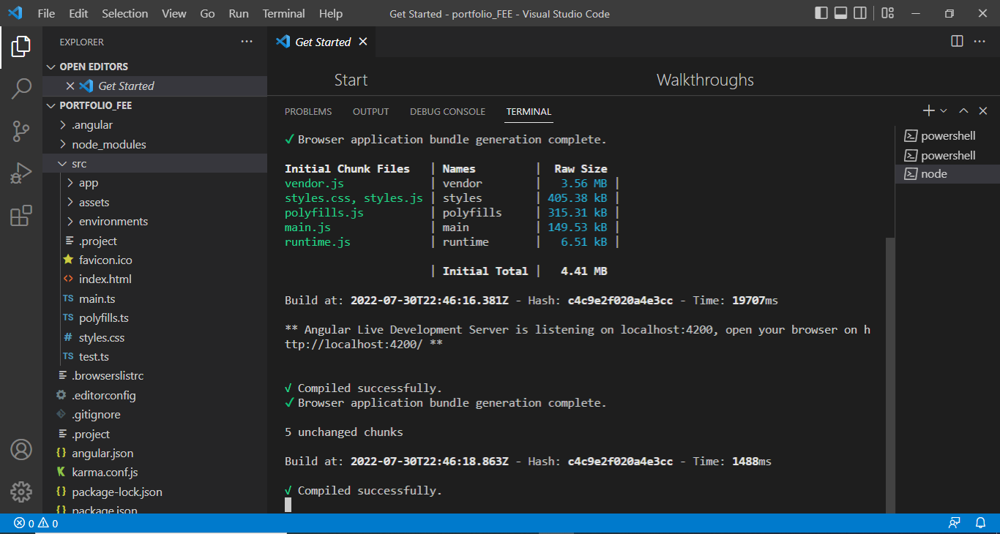 File Edit Selection View Go Run Terminal Help
Get Started - portfolio_FEE - Visual Studio Code
EXPLORER
OPEN EDITORS
Get Started
PORTFOLIO_FEE
.angular
node_modules
src
app
assets
environments
.project
favicon.ico
<> index.html
TS main.ts
TS polyfills.ts
# styles.css
TS test.ts
.browserslistrc
.editorconfig
.gitignore
.project
{} angular.json
K karma.conf.js
{} package-lock.json
{} package.json
Get Started
Start
Walkthroughs
PROBLEMS OUTPUT DEBUG CONSOLE TERMINAL
✓ Browser application bundle generation complete.
Initial Chunk Files | Names | Raw Size
vendor.js | vendor | 3.56 MB |
styles.css, styles.js | styles | 405.38 kB |
polyfills.js | polyfills | 315.31 kB |
main.js | main | 149.53 kB |
runtime.js | runtime | 6.51 kB |
| Initial Total | 4.41 MB
Build at: 2022-07-30T22:46:16.381Z - Hash: c4c9e2f020a4e3cc - Time: 19707ms
** Angular Live Development Server is listening on localhost:4200, open your browser on h
ttp://localhost:4200/ **
√ Compiled successfully.
✓ Browser application bundle generation complete.
5 unchanged chunks
Build at: 2022-07-30T22:46:18.863Z - Hash: c4c9e2f020a4e3cc - Time: 1488ms
√ Compiled successfully.
powershell
powershell
node
0 0